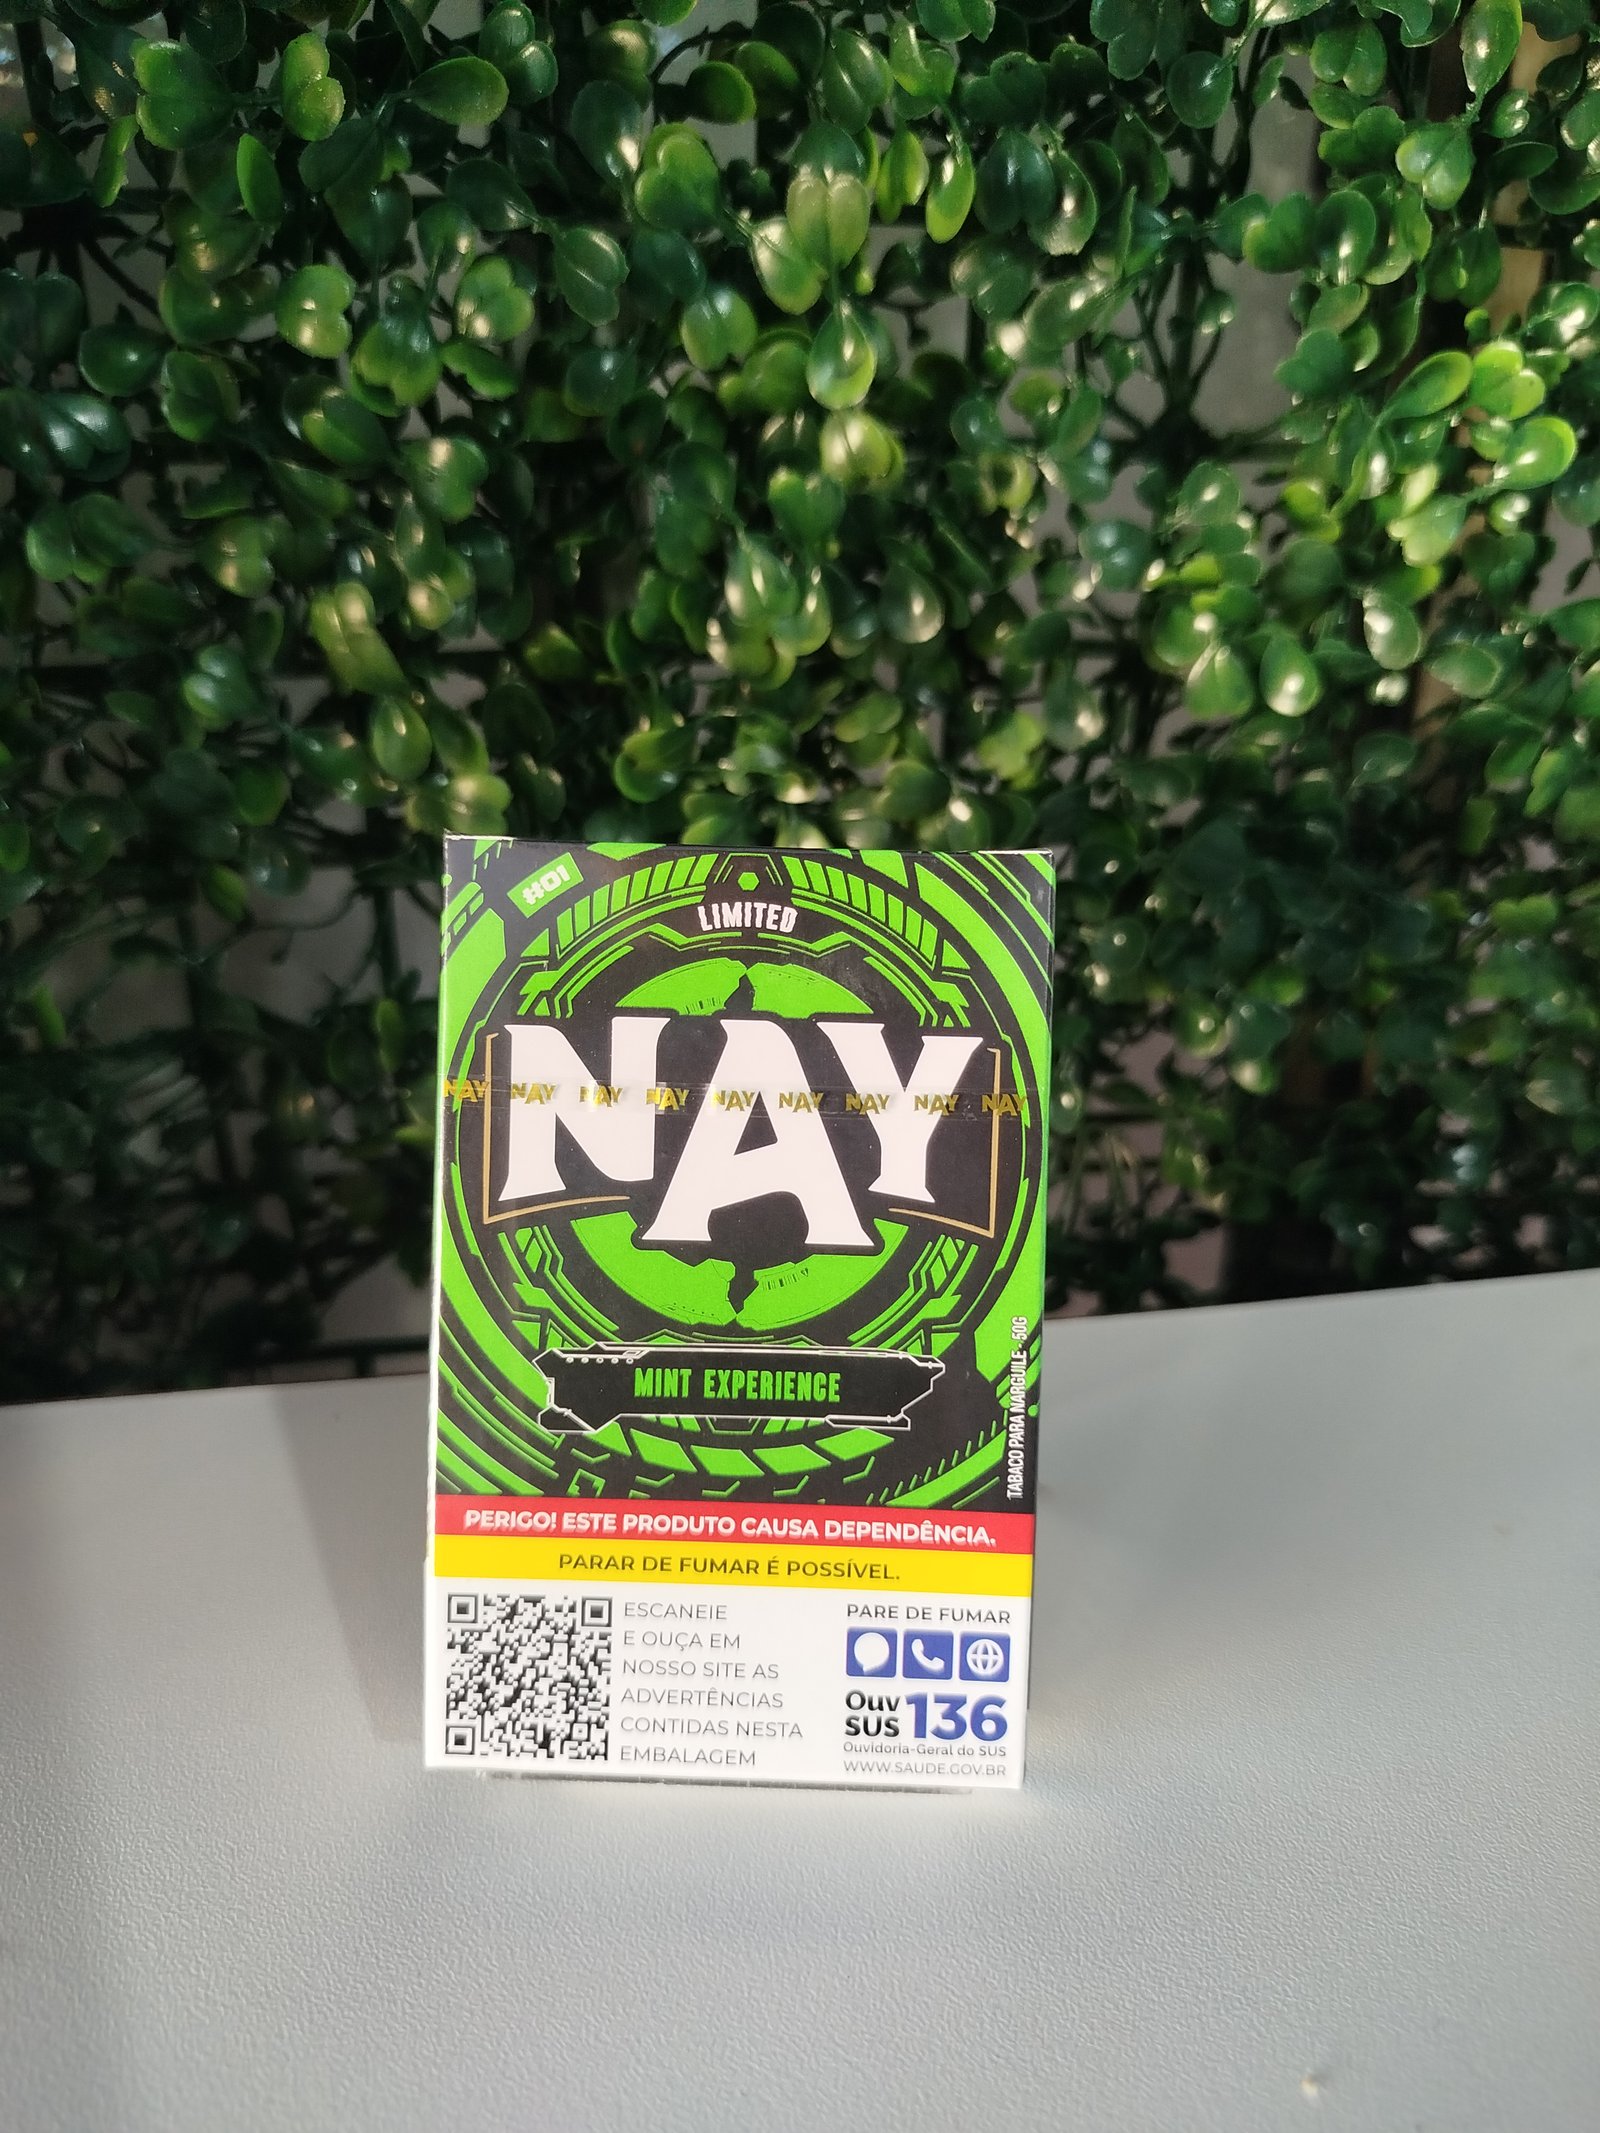 #01
LIMITED
NAY
NAY NAY NAY NAY NAY NAY NAY NAY NAY
MINT EXPERIENCE
TABACO PARA NARGUILE - 50G
PERIGO! ESTE PRODUTO CAUSA DEPENDÊNCIA.
PARAR DE FUMAR É POSSÍVEL.
ESCANEIE
E OUÇA EM
NOSSO SITE AS
ADVERTÊNCIAS
CONTIDAS NESTA
EMBALAGEM
PARE DE FUMAR
Ouv
SUS 136
Ouvidoria-Geral do SUS
WWW.SAUDE.GOV.BR